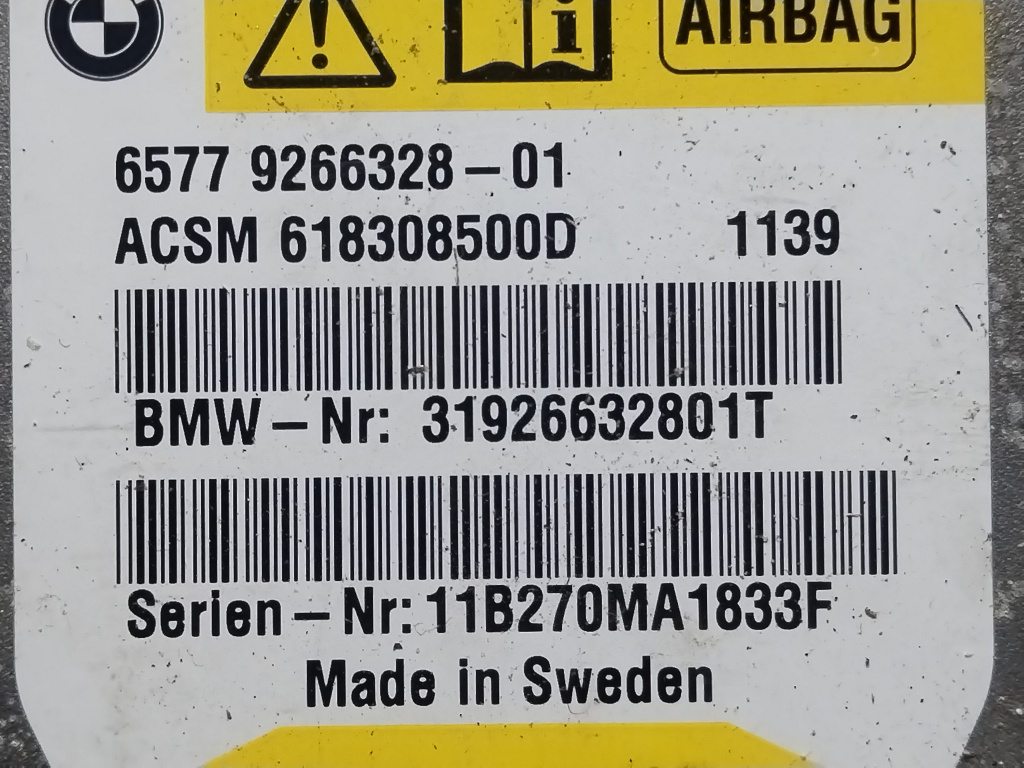 AIRBAG
6577 9266328-01
ACSM 618308500D 1139
BMW-Nr: 31926632801T
Serien-Nr: 11B270MA1833F
Made in Sweden